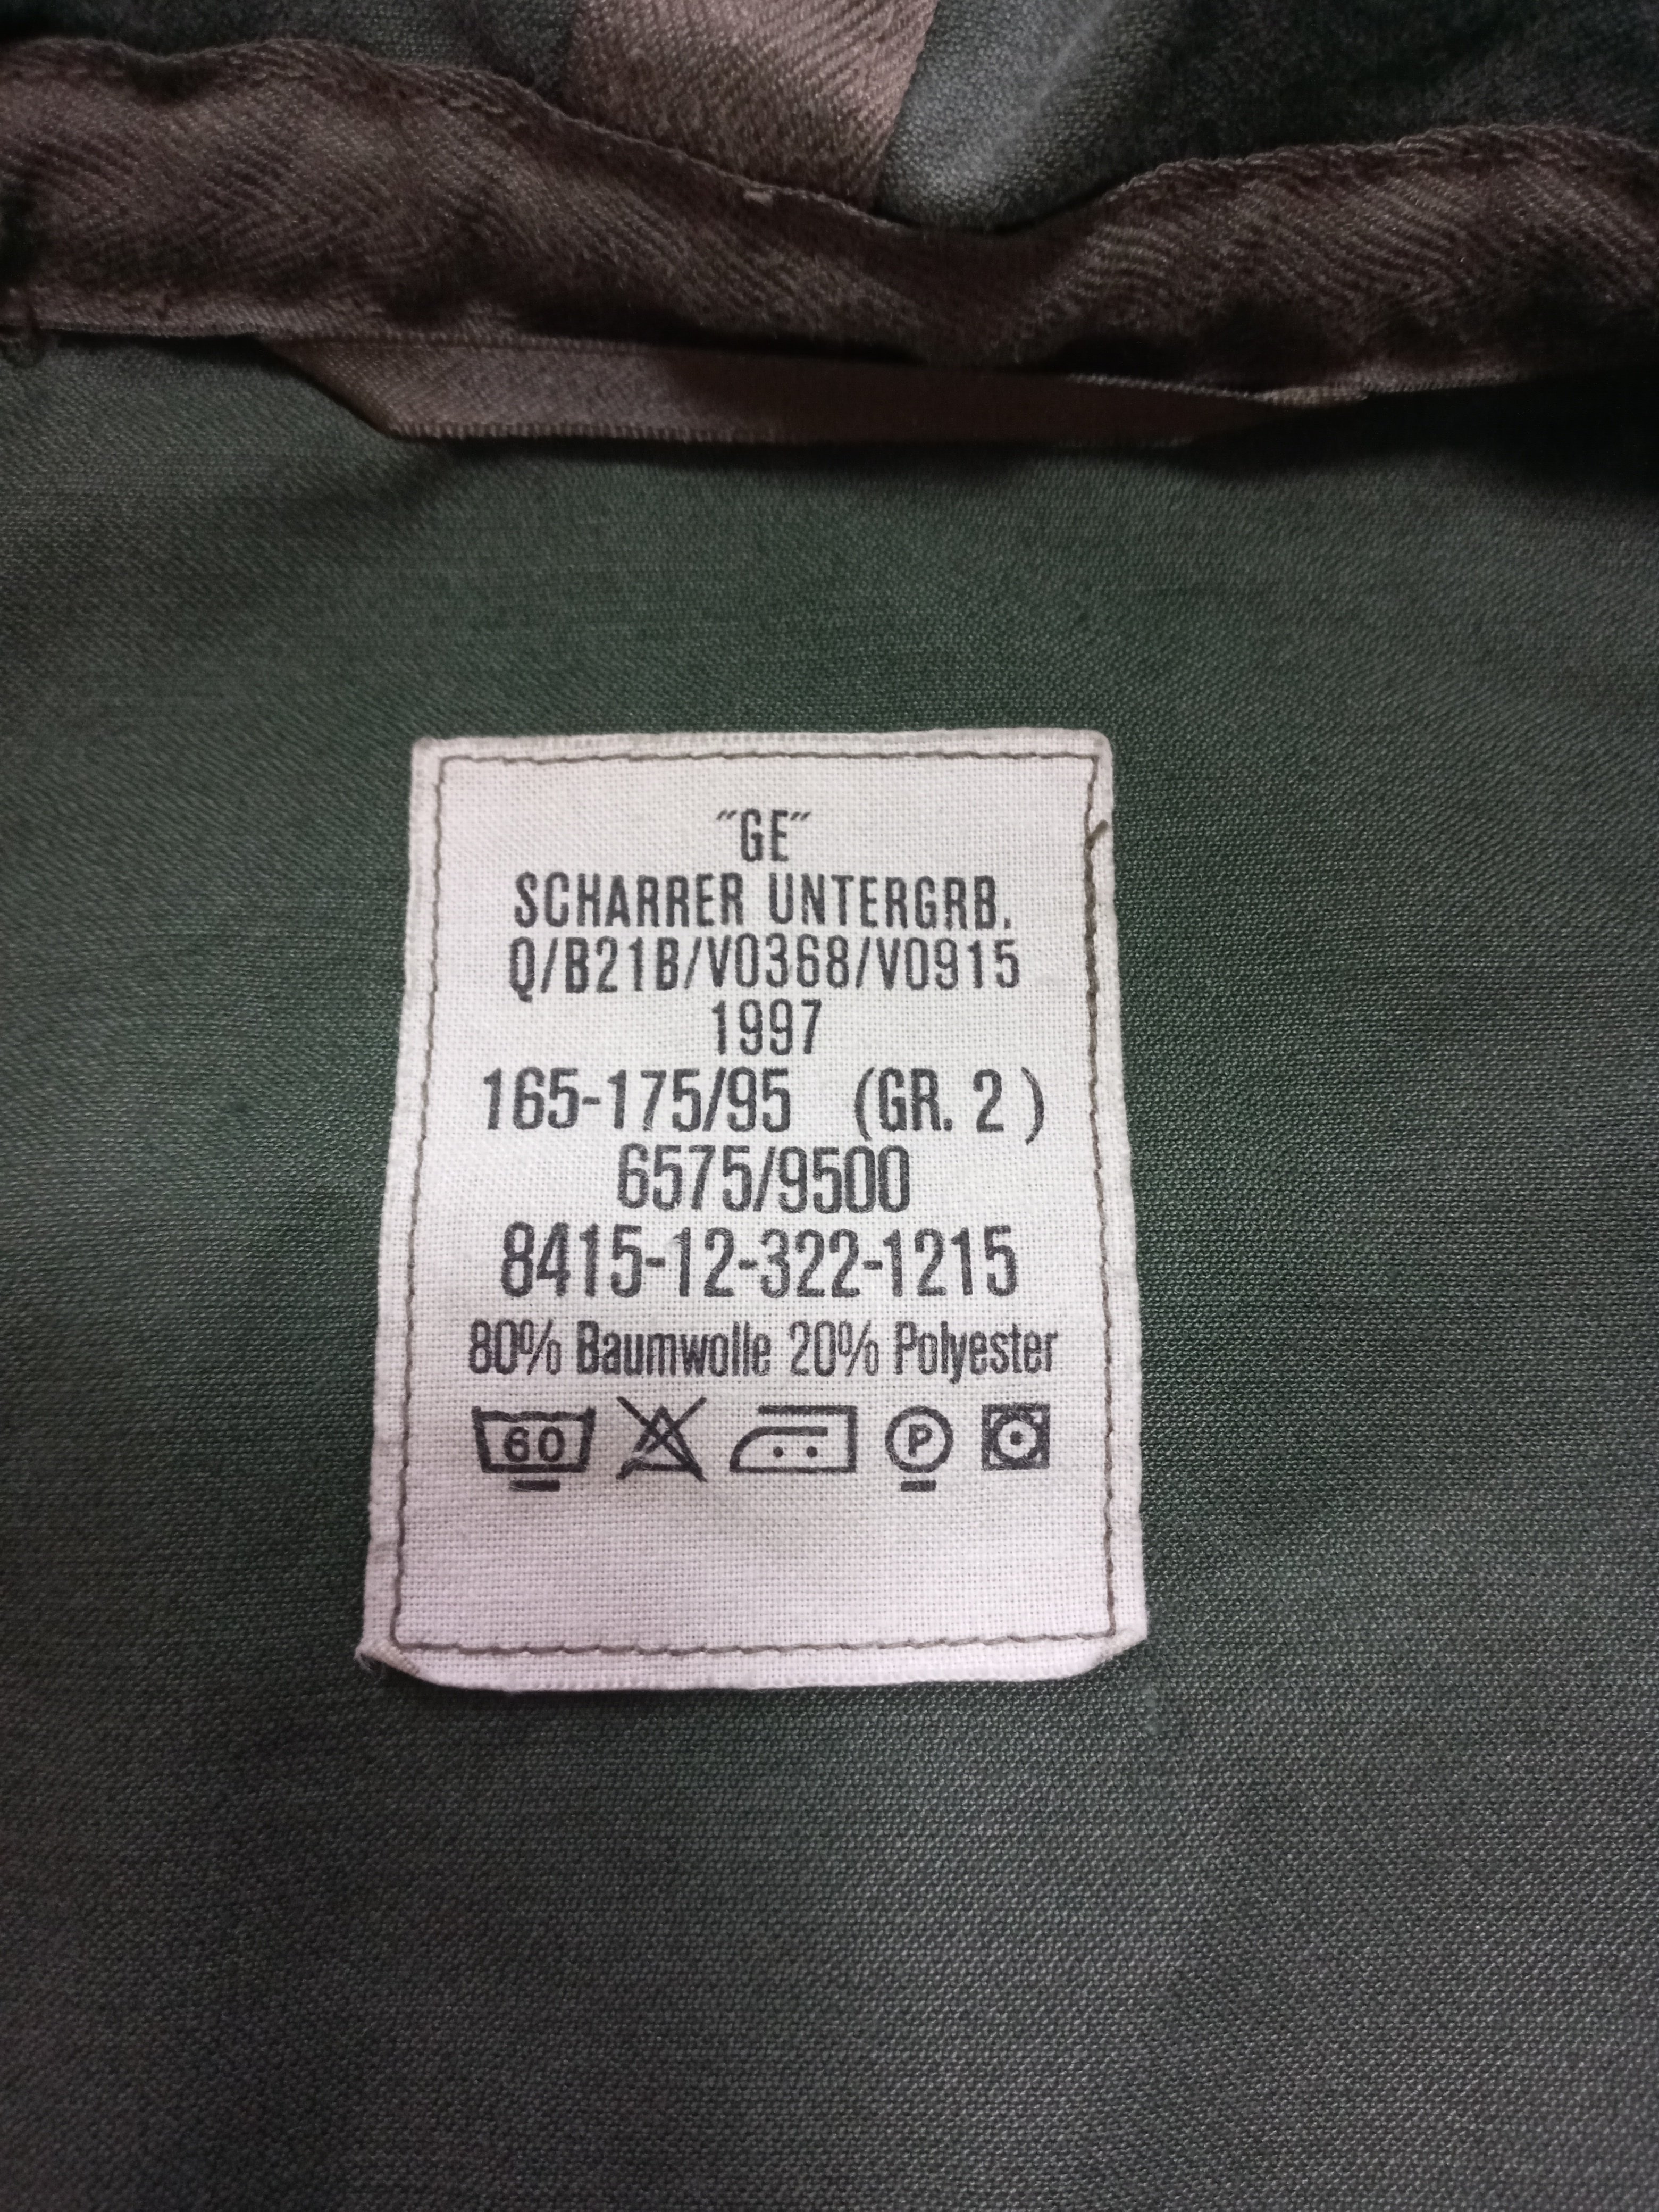 "GE"
SCHARRER UNTERGRB.
Q/B21B/V0368/V0915
1997
165-175/95 (GR. 2 )
6575/9500
8415-12-322-1215
80% Baumwolle 20% Polyester
60 P